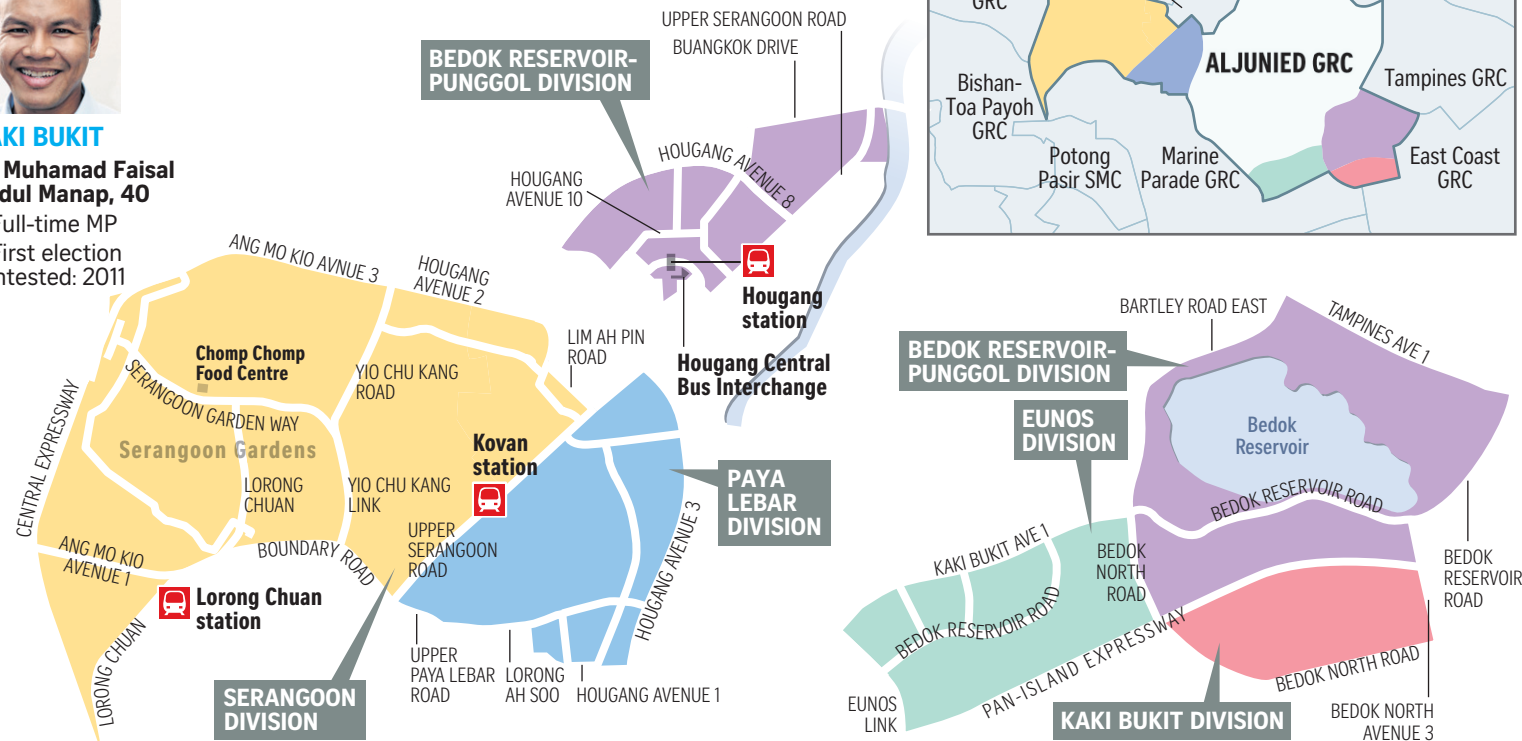 AKI BUKIT
Muhamad Faisal
dul Manap, 40
Full-time MP
First election
ntested: 2011
BEDOK RESERVOIR-
PUNGGOL DIVISION
UPPER SERANGOON ROAD
BUANGKOK DRIVE
HOUGANG AVENUE 8
HOUGANG
AVENUE 10
Hougang
station
Hougang Central
Bus Interchange
GRC
ALJUNIED GRC
Bishan-
Toa Payoh
GRC
Tampines GRC
Potong
Pasir SMC
Marine
Parade GRC
East Coast
GRC
ANG MO KIO AVNUE 3
HOUGANG
AVENUE 2
LIM AH PIN
ROAD
Chomp Chomp
Food Centre
YIO CHU KANG
ROAD
SERANGOON GARDEN WAY
Serangoon Gardens
CENTRAL EXPRESSWAY
LORONG
CHUAN
YIO CHU KANG
LINK
Kovan
station
UPPER
SERANGOON
ROAD
PAYA
LEBAR
DIVISION
HOUGANG AVENUE 3
ANG MO KIO
AVENUE 1
BOUNDARY ROAD
Lorong Chuan
station
LORONG CHUAN
SERANGOON
DIVISION
UPPER
PAYA LEBAR
ROAD
LORONG
AH SOO
HOUGANG AVENUE 1
BARTLEY ROAD EAST
TAMPINES AVE 1
BEDOK RESERVOIR-
PUNGGOL DIVISION
EUNOS
DIVISION
Bedok
Reservoir
BEDOK RESERVOIR ROAD
KAKI BUKIT AVE 1
BEDOK
NORTH
ROAD
BEDOK
RESERVOIR
ROAD
BEDOK RESERVOIR ROAD
PAN-ISLAND EXPRESSWAY
BEDOK NORTH ROAD
EUNOS
LINK
KAKI BUKIT DIVISION
BEDOK NORTH
AVENUE 3